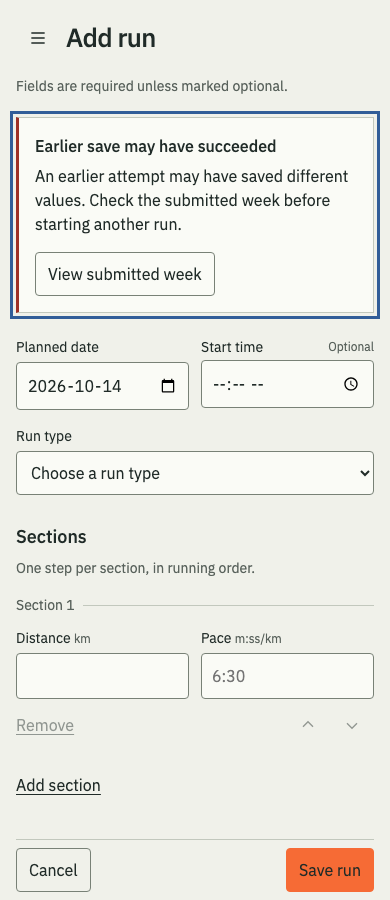 Add run
Fields are required unless marked optional.
Earlier save may have succeeded
An earlier attempt may have saved different
values. Check the submitted week before
starting another run.
View submitted week
Planned date
Start time Optional
2026-10-14
--:-- --
Run type
Choose a run type
Sections
One step per section, in running order.
Section 1
Distance km
Pace m:ss/km
6:30
Remove
Add section
Cancel
Save run